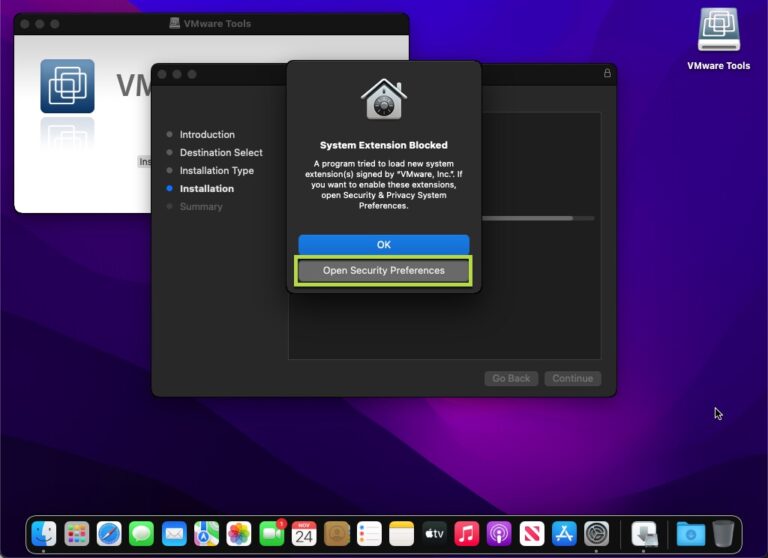 VMware Tools
VM
Ins
VMware Tools
Introduction
Destination Select
Installation Type
Installation
Summary
System Extension Blocked
A program tried to load new system
extension(s) signed by "VMware, Inc.". If
you want to enable these extensions,
open Security & Privacy System
Preferences.
OK
Open Security Preferences
Go Back
Continue
1
NOV
24
tv